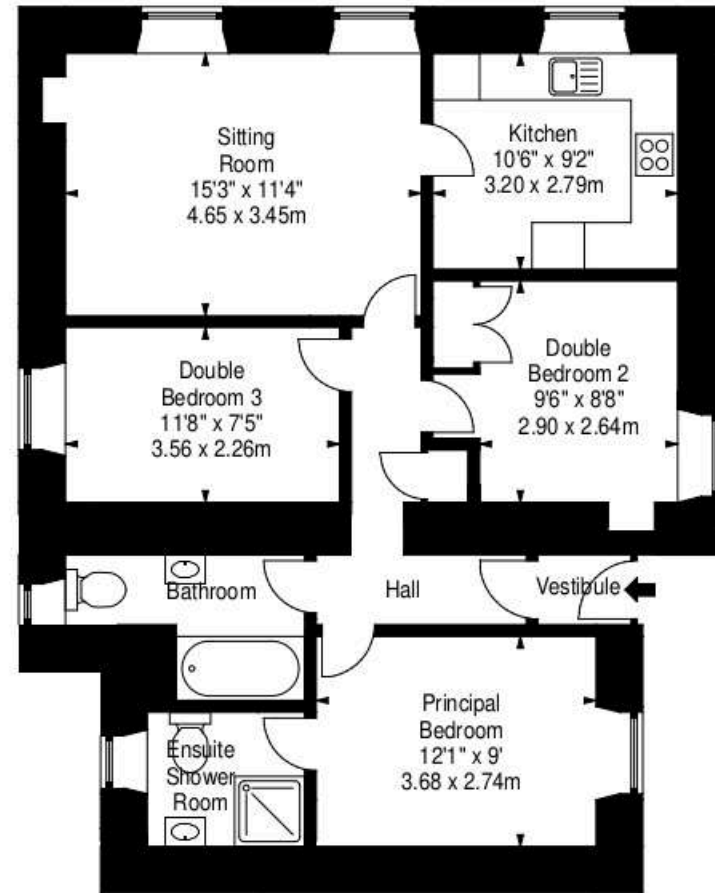 Sitting
Room
15'3" x 11'4"
4.65 x 3.45m
Kitchen
10'6" x 9'2"
3.20 x 2.79m
Double
Bedroom 3
11'8" x 7'5"
3.56 x 2.26m
Double
Bedroom 2
9'6" x 8'8"
2.90 x 2.64m
Bathroom
Hall
Vestibule
Principal
Bedroom
12'1" x 9'
3.68 x 2.74m
Ensuite
Shower
Room